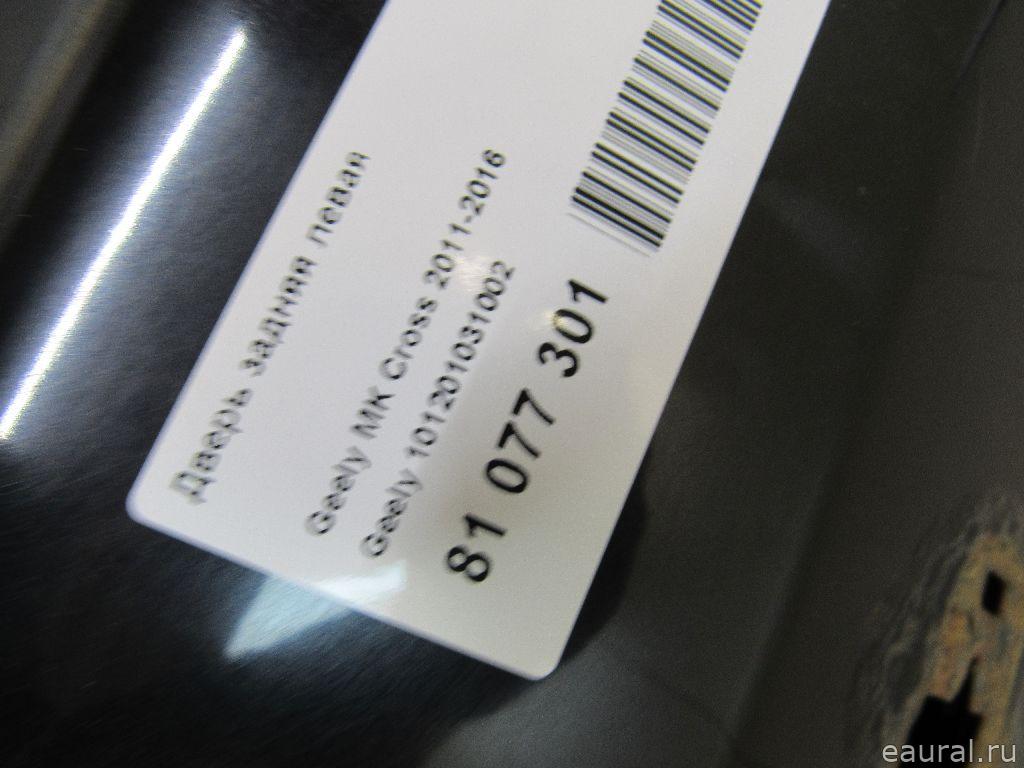 Дверь задняя левая
Geely MK Cross 2011-2016
Geely 101201031002
81 077 301
eaural.ru